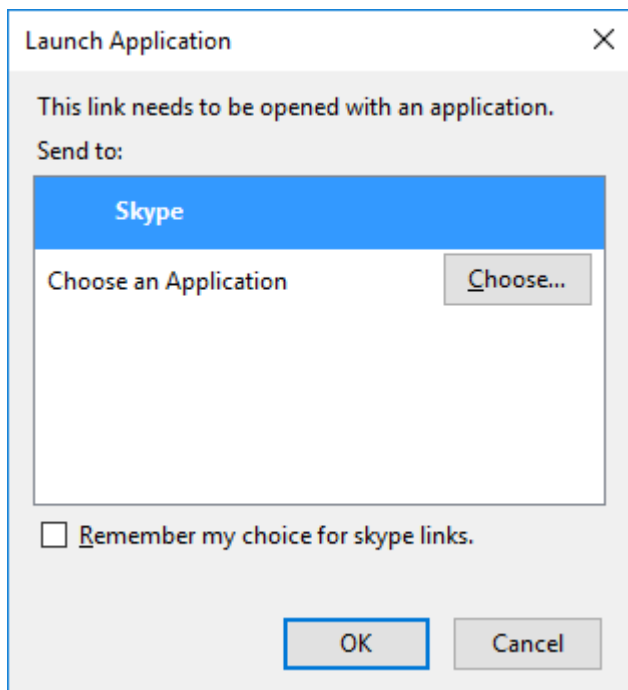 Launch Application
This link needs to be opened with an application.
Send to:
Skype
Choose an Application
Choose...
Remember my choice for skype links.
OK
Cancel